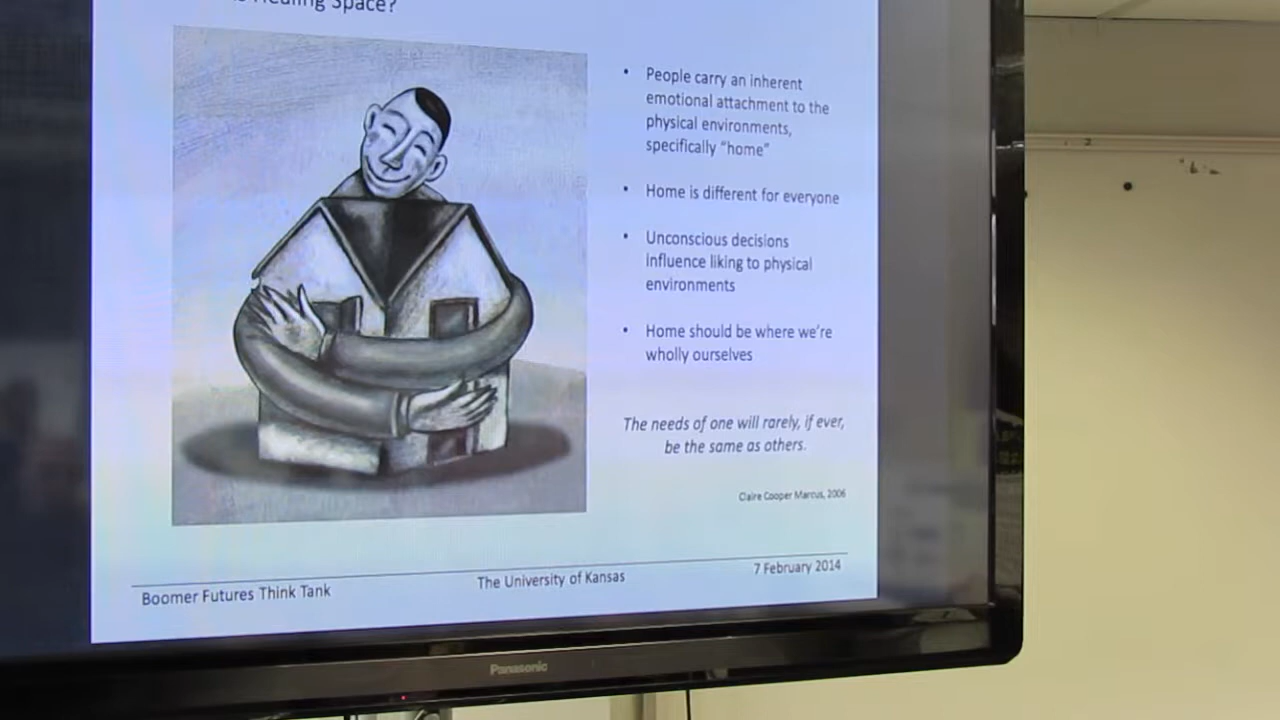 Healing Space?
• People carry an inherent
emotional attachment to the
physical environments,
specifically “home”
• Home is different for everyone
• Unconscious decisions
influence liking to physical
environments
• Home should be where we’re
wholly ourselves
The needs of one will rarely, if ever,
be the same as others.
Claire Cooper Marcus, 2006
Boomer Futures Think Tank
The University of Kansas
7 February 2014
Panasonic